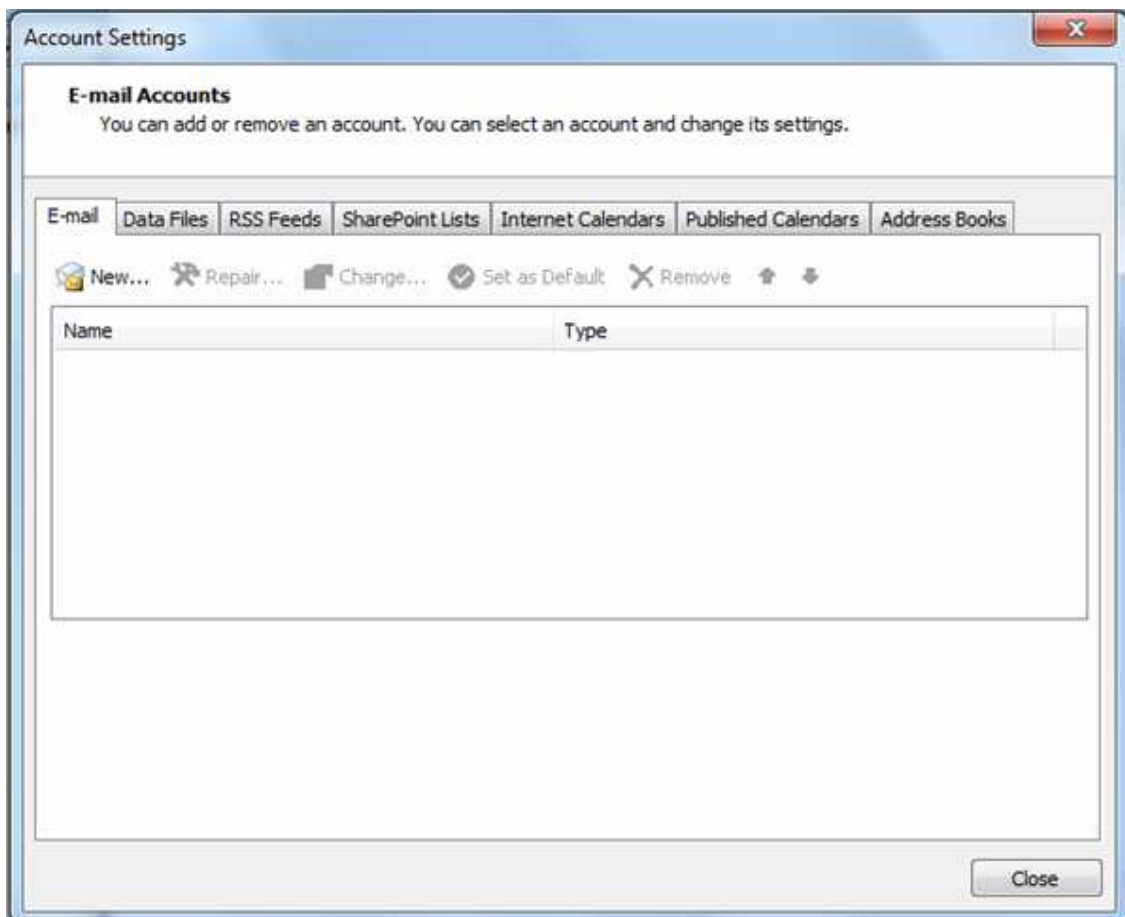 Account Settings
E-mail Accounts
You can add or remove an account. You can select an account and change its settings.
E-mail Data Files RSS Feeds SharePoint Lists Internet Calendars Published Calendars Address Books
New... Repair... Change... Set as Default Remove
Name Type
Close